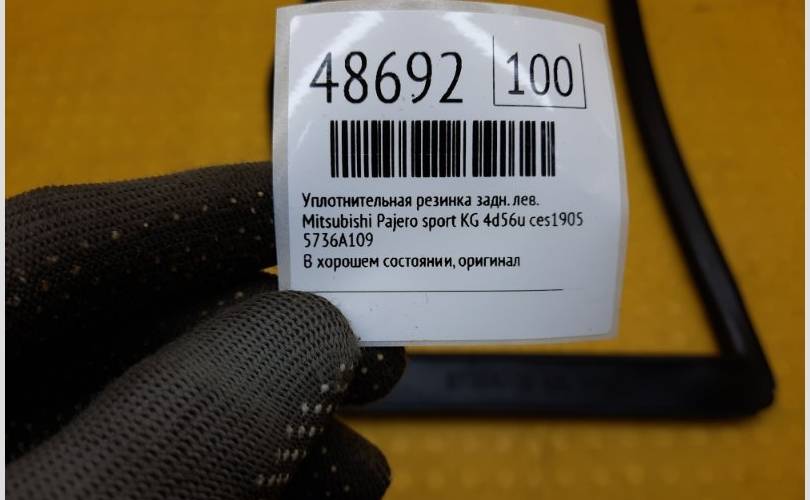 48692 100
Уплотнительная резинка задн. лев.
Mitsubishi Pajero sport KG 4d56u ces1905
5736A109
В хорошем состоянии, оригинал